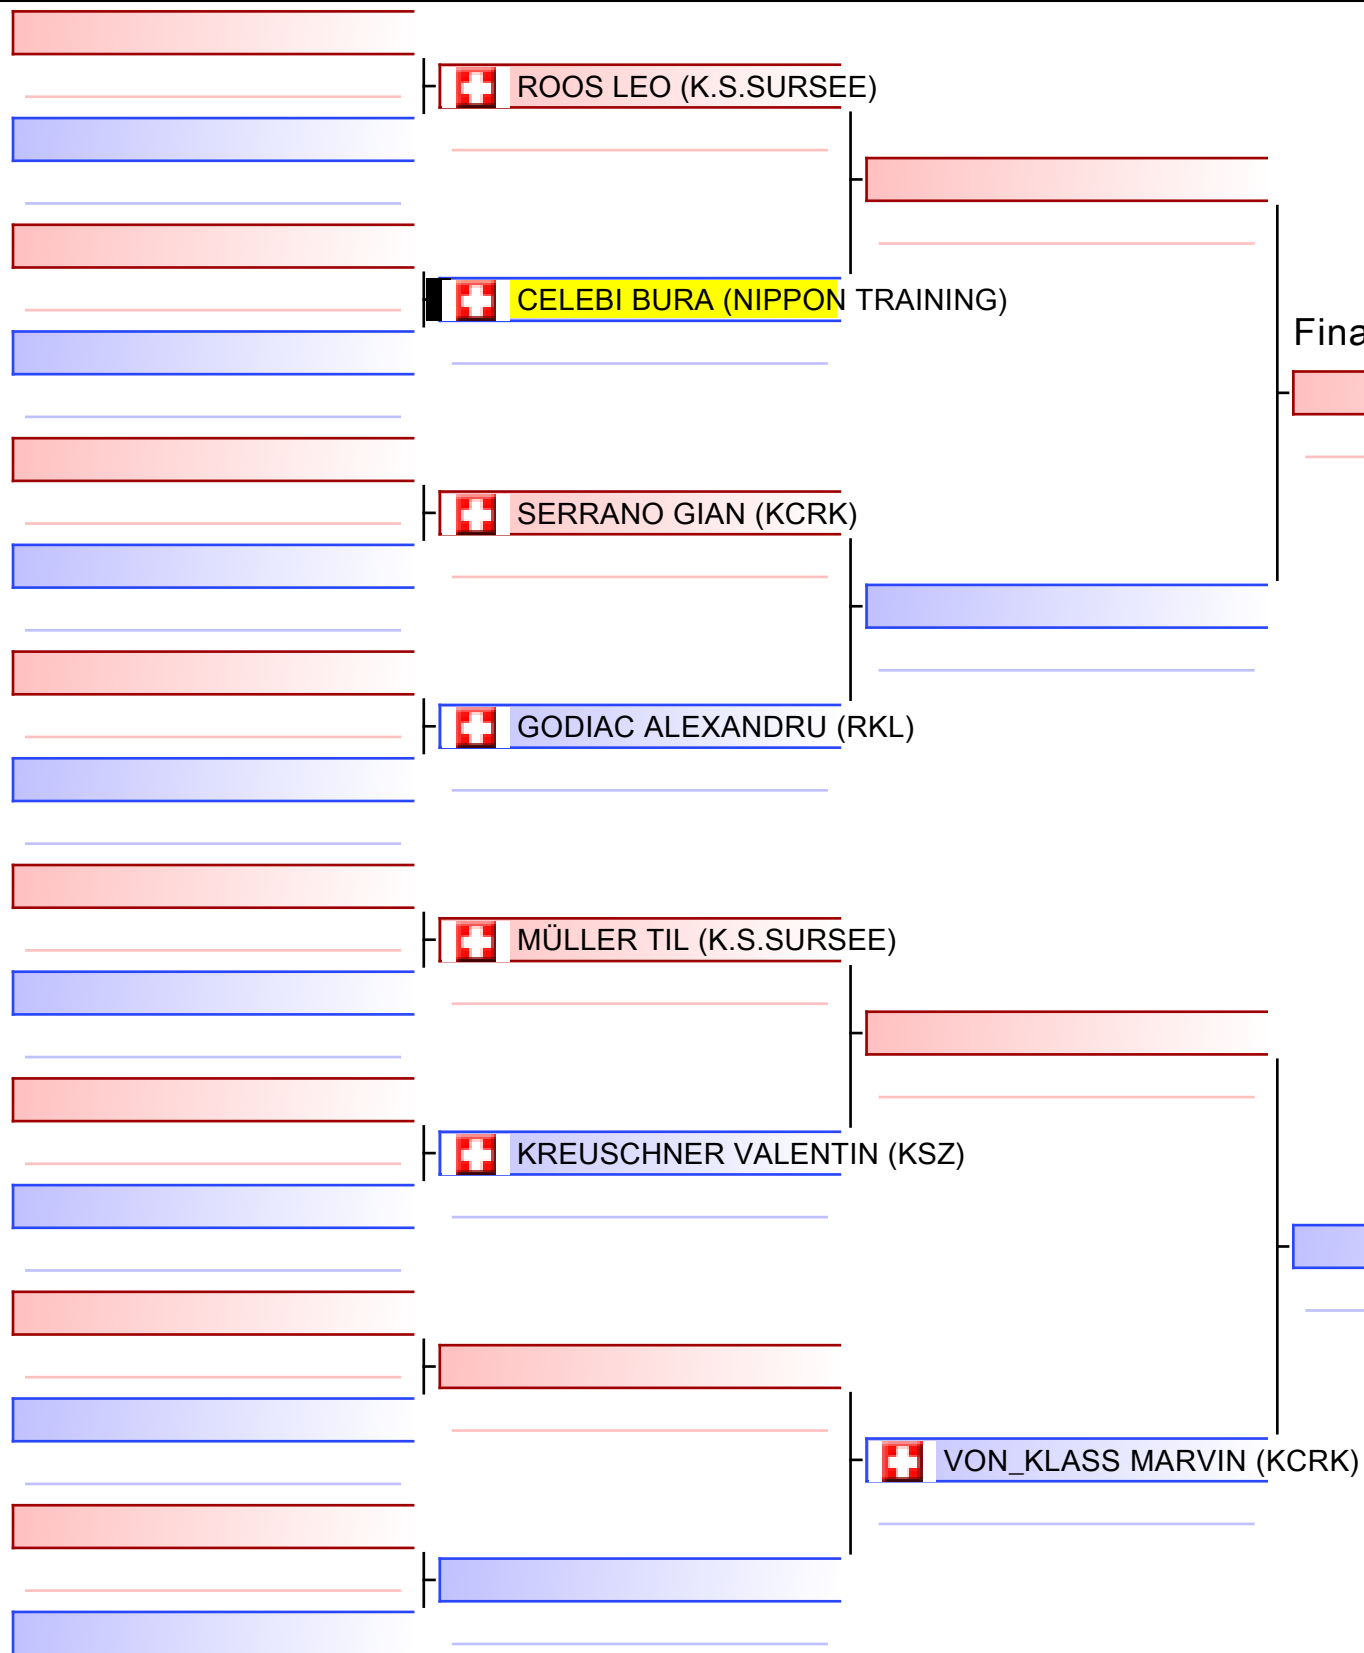 ROOS LEO (K.S.SURSEE)
CELEBI BURA (NIPPON TRAINING)
SERRANO GIAN (KCRK)
GODIAC ALEXANDRU (RKL)
MÜLLER TIL (K.S.SURSEE)
KREUSCHNER VALENTIN (KSZ)
VON_KLASS MARVIN (KCRK)
Fina